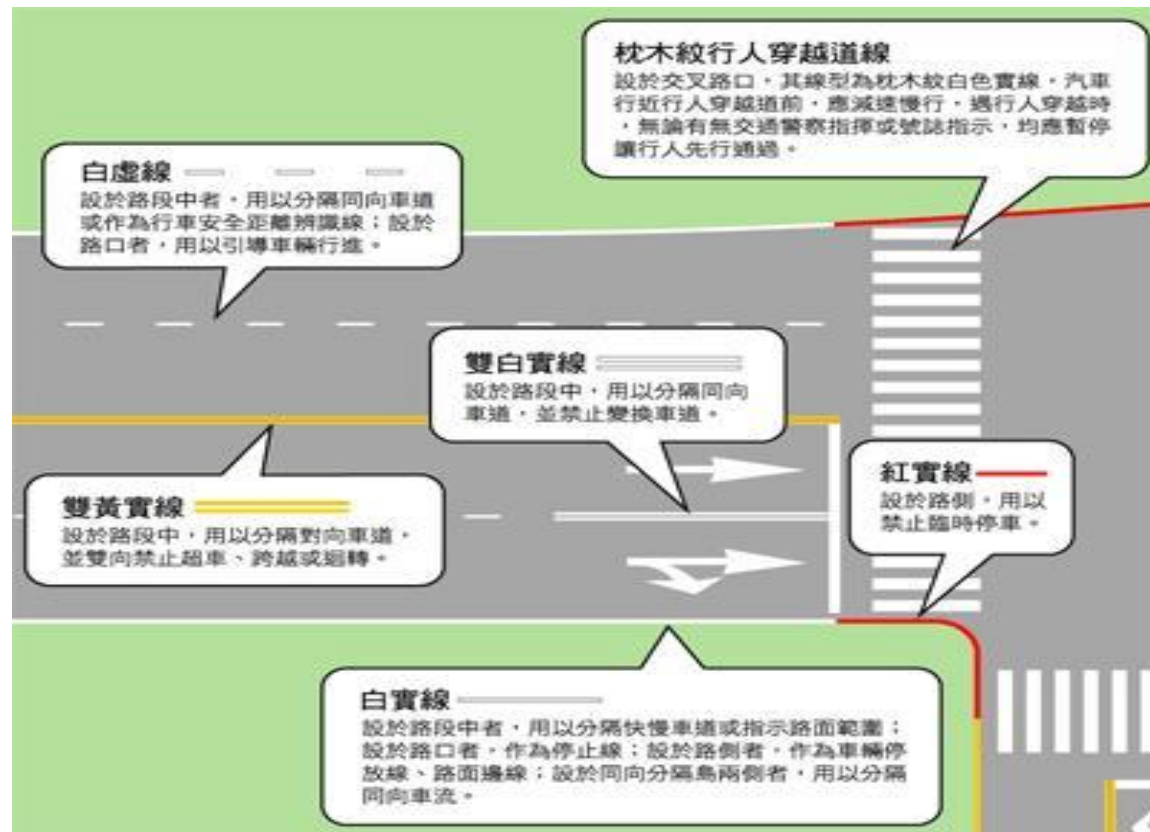 枕木紋行人穿越道線
設於交叉路口，其線型為枕木紋白色實線，汽車
行近行人穿越道前，應減速慢行，遇行人穿越時
，無論有無交通警察指揮或號誌指示，均應暫停
讓行人先行通過。
白虛線
設於路段中者，用以分隔同向車道
或作為行車安全距離辨識線；設於
路口者，用以引導車輛行進。
雙白實線
設於路段中，用以分隔同向
車道，並禁止變換車道。
紅實線
設於路側，用以
禁止臨時停車。
雙黃實線
設於路段中，用以分隔對向車道，
並雙向禁止超車、跨越或迴轉。
白實線
設於路段中者，用以分隔快慢車道或指示路面範圍；
設於路口者，作為停止線；設於路側者，作為車輛停
放線、路面邊線；設於同向分隔島兩側者，用以分隔
同向車流。